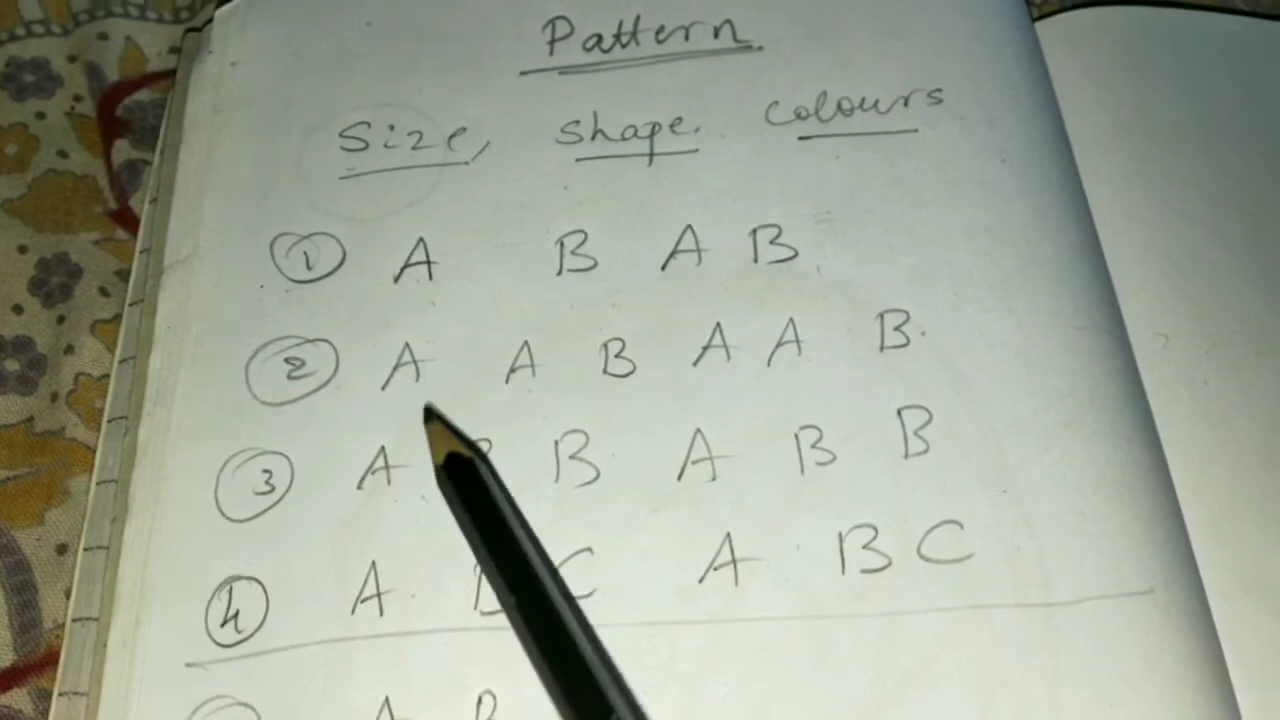 Pattern
Size, shape. colours
① A B A B
② A A B A A B.
③ A B B A B B
④ A. B C A B C
A B